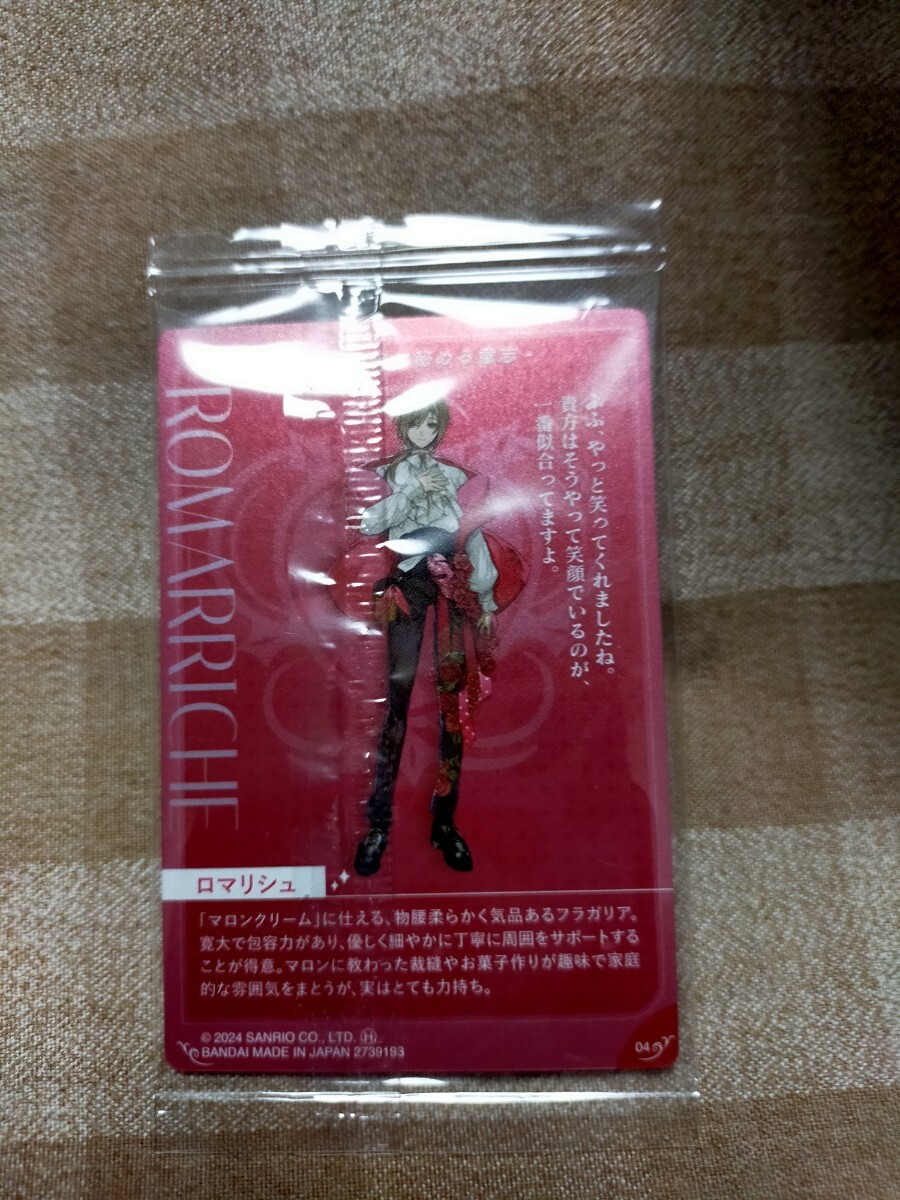 ROMARRICHE
ふふ やっと笑ってくれましたね。
貴方はそうやって笑顔でいるのが、
一番似合ってますよ。
ロマリシュ
「マロンクリーム」に仕える、物腰柔らかく気品あるフラガリア。
寛大で包容力があり、優しく細やかに丁寧に周囲をサポートする
ことが得意。マロンに教わった裁縫やお菓子作りが趣味で家庭
的な雰囲気をまとうが、実はとても力持ち。
© 2024 SANRIO CO., LTD. Ⓗ
BANDAI MADE IN JAPAN 2739193
04